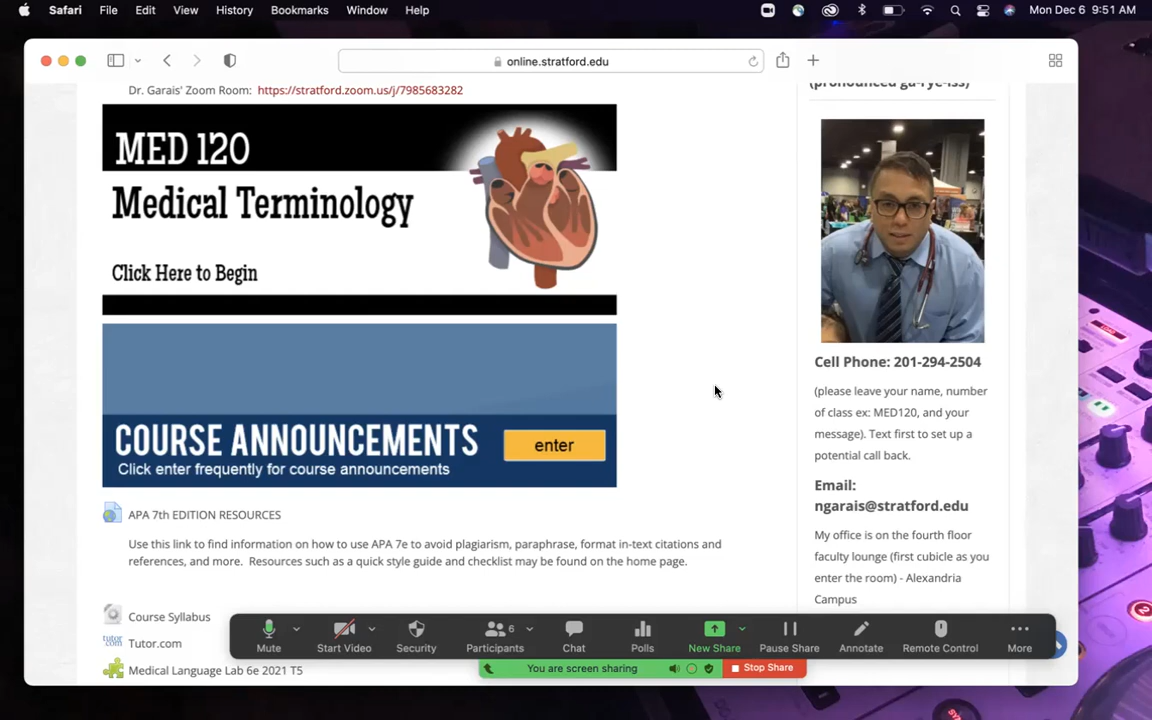 Safari File Edit View History Bookmarks Window Help Mon Dec 6 9:51 AM
online.stratford.edu
Dr. Garais' Zoom Room: https://stratford.zoom.us/j/7985683282
MED 120
Medical Terminology
Click Here to Begin
COURSE ANNOUNCEMENTS
enter
Click enter frequently for course announcements
APA 7th EDITION RESOURCES
Use this link to find information on how to use APA 7e to avoid plagiarism, paraphrase, format in-text citations and
references, and more. Resources such as a quick style guide and checklist may be found on the home page.
Course Syllabus
Tutor.com
Medical Language Lab 6e 2021 T5
(pronounced ga-rye-iss)
Cell Phone: 201-294-2504
(please leave your name, number
of class ex: MED120, and your
message). Text first to set up a
potential call back.
Email:
ngarais@stratford.edu
My office is on the fourth floor
faculty lounge (first cubicle as you
enter the room) - Alexandria
Campus
6
Mute Start Video Security Participants Chat Polls New Share Pause Share Annotate Remote Control More
You are screen sharing Stop Share